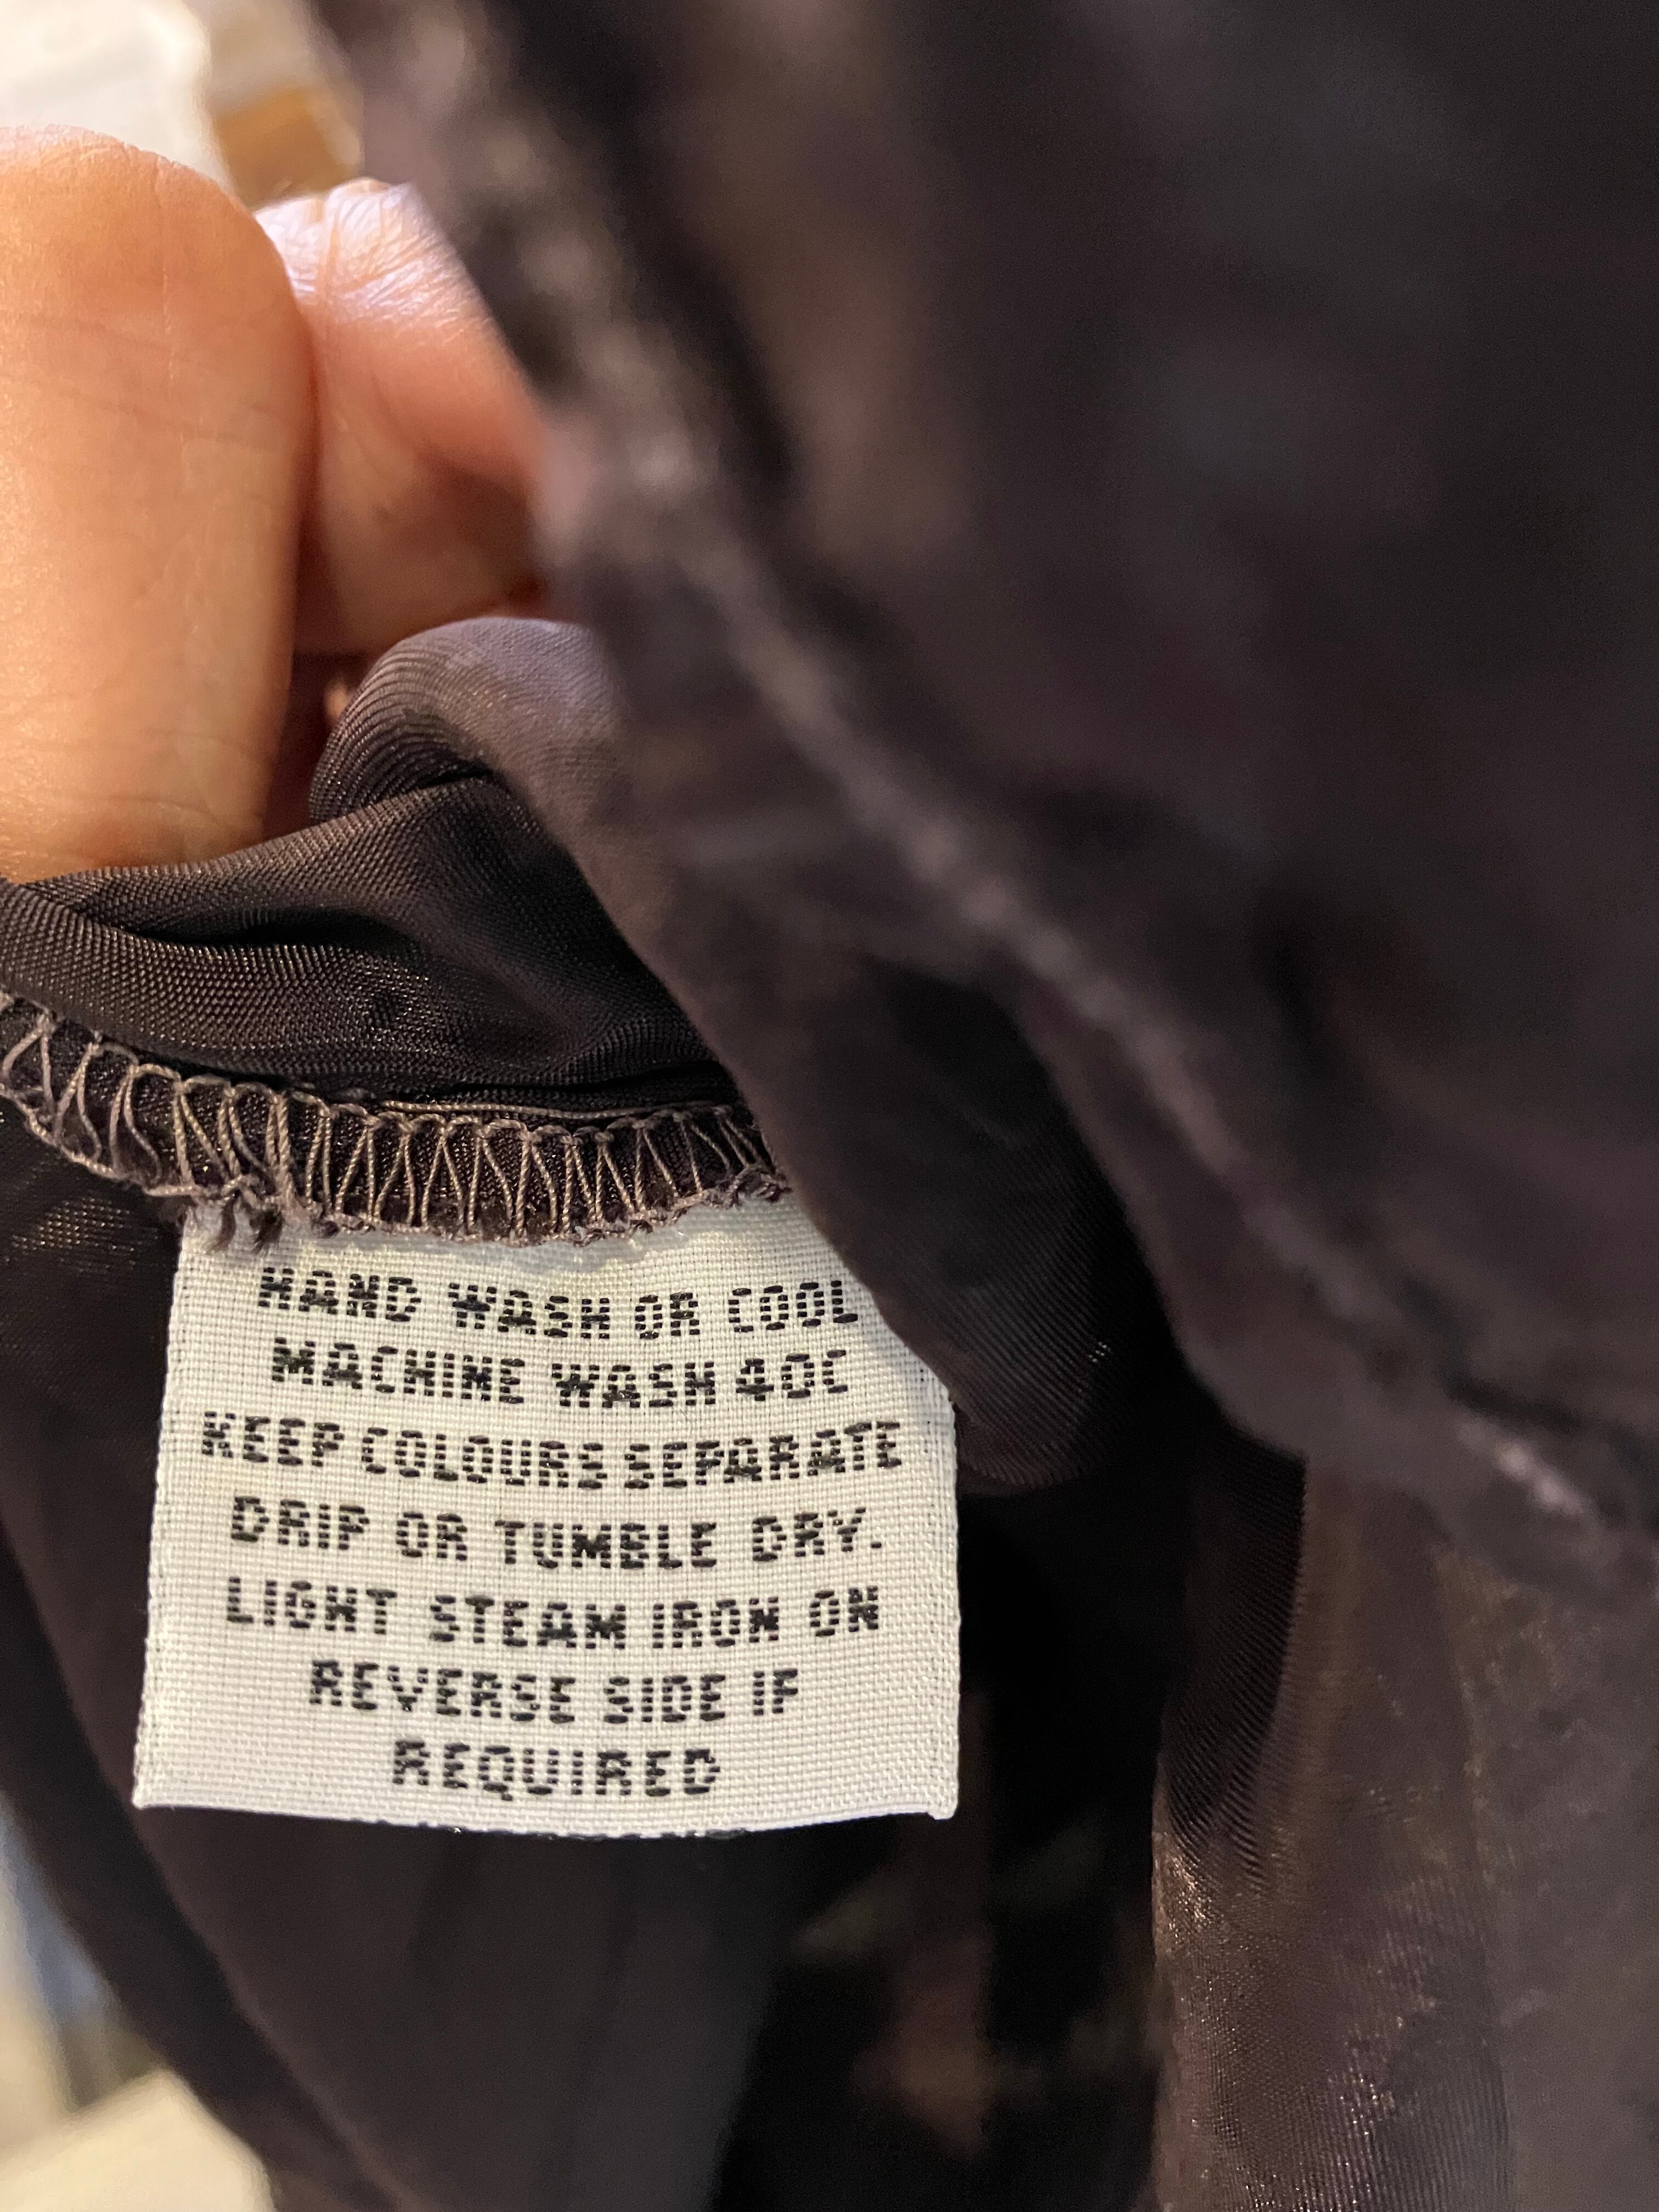 HAND WASH OR COOL
MACHINE WASH 40C
KEEP COLOURS SEPARATE
DRIP OR TUMBLE DRY.
LIGHT STEAM IRON ON
REVERSE SIDE IF
REQUIRED